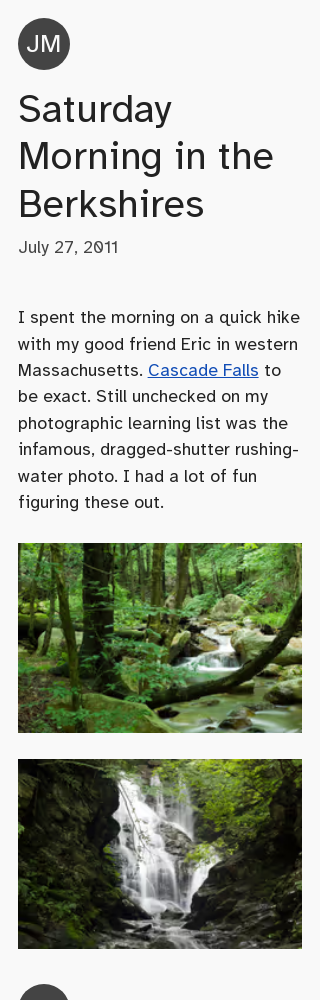 JM
Saturday
Morning in the
Berkshires
July 27, 2011
I spent the morning on a quick hike
with my good friend Eric in western
Massachusetts. Cascade Falls to
be exact. Still unchecked on my
photographic learning list was the
infamous, dragged-shutter rushing-
water photo. I had a lot of fun
figuring these out.